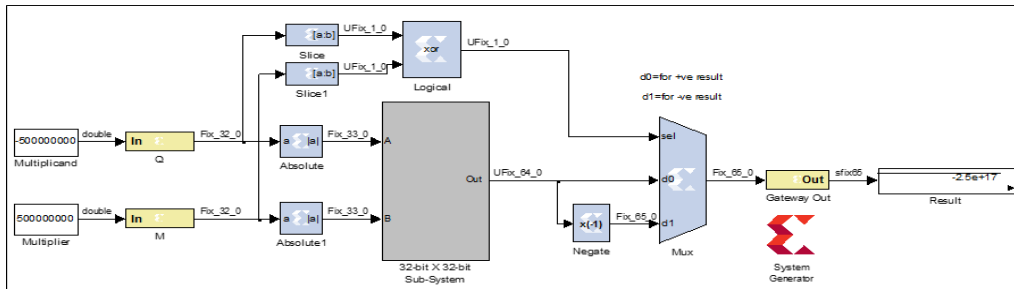 [a:b]
UFix_1_0
Slice
xor
UFix_1_0
[a:b]
UFix_1_0
Slice1
Logical
d0=for +ve result
d1=for -ve result
-500000000
double
In
Fix_32_0
a |a|
Fix_33_0
A
sel
Multiplicand
Q
Absolute
Out
UFix_64_0
d0
Fix_65_0
Out
sfix65
-2.5e+17
Gateway Out
Result
500000000
double
In
Fix_32_0
a |a|
Fix_33_0
B
x(-1)
Fix_65_0
d1
Multiplier
M
Absolute1
Negate
Mux
32-bit X 32-bit
Sub-System
System
Generator